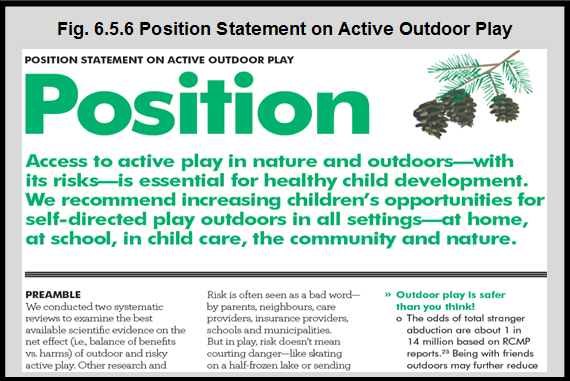 Fig. 6.5.6 Position Statement on Active Outdoor Play
POSITION STATEMENT ON ACTIVE OUTDOOR PLAY
Position
Access to active play in nature and outdoors—with
its risks—is essential for healthy child development.
We recommend increasing children's opportunities for
self-directed play outdoors in all settings—at home,
at school, in child care, the community and nature.
PREAMBLE
We conducted two systematic
reviews to examine the best
available scientific evidence on the
net effect (i.e., balance of benefits
vs. harms) of outdoor and risky
active play. Other research and
Risk is often seen as a bad word—
by parents, neighbours, care
providers, insurance providers,
schools and municipalities.
But in play, risk doesn't mean
courting danger—like skating
on a half-frozen lake or sending
» Outdoor play is safer
than you think!
o The odds of total stranger
abduction are about 1 in
14 million based on RCMP
reports.23 Being with friends
outdoors may further reduce